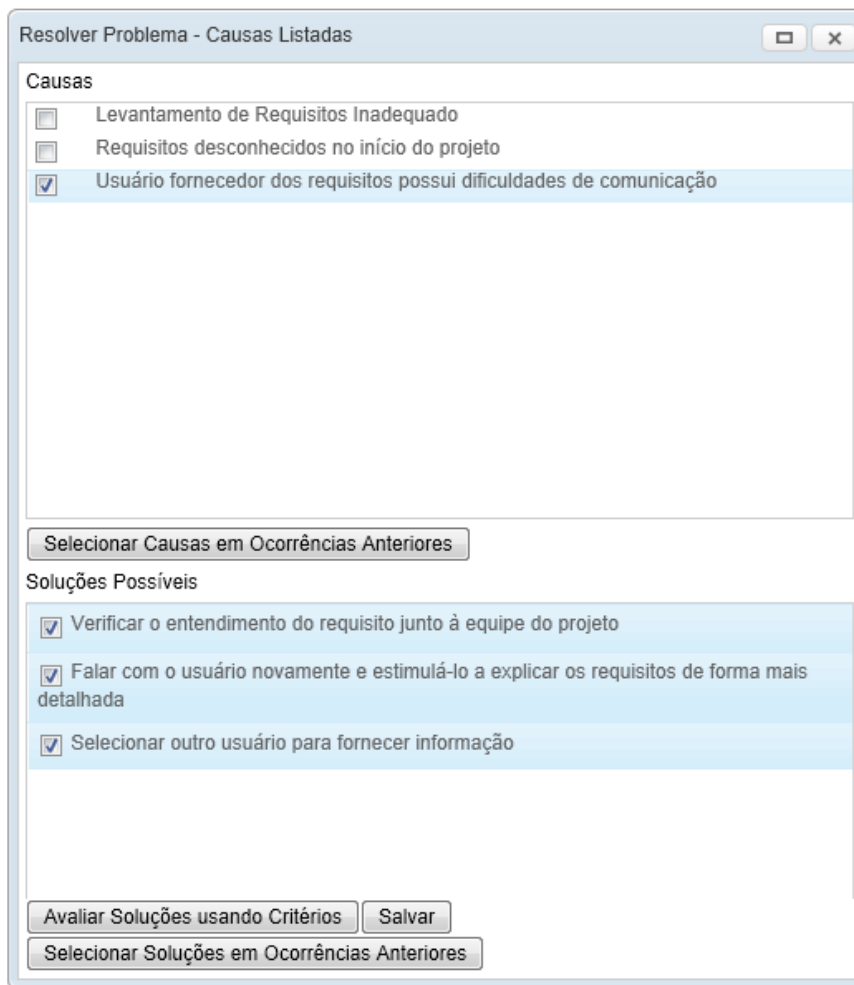 Resolver Problema - Causas Listadas
Causas
Levantamento de Requisitos Inadequado
Requisitos desconhecidos no início do projeto
Usuário fornecedor dos requisitos possui dificuldades de comunicação
Selecionar Causas em Ocorrências Anteriores
Soluções Possíveis
Verificar o entendimento do requisito junto à equipe do projeto
Falar com o usuário novamente e estimulá-lo a explicar os requisitos de forma mais
detalhada
Selecionar outro usuário para fornecer informação
Avaliar Soluções usando Critérios Salvar
Selecionar Soluções em Ocorrências Anteriores